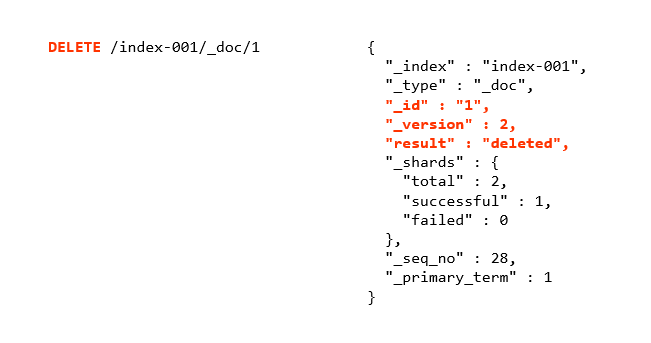 DELETE /index-001/_doc/1
{
  "_index" : "index-001",
  "_type" : "_doc",
  "_id" : "1",
  "_version" : 2,
  "result" : "deleted",
  "_shards" : {
    "total" : 2,
    "successful" : 1,
    "failed" : 0
  },
  "_seq_no" : 28,
  "_primary_term" : 1
}